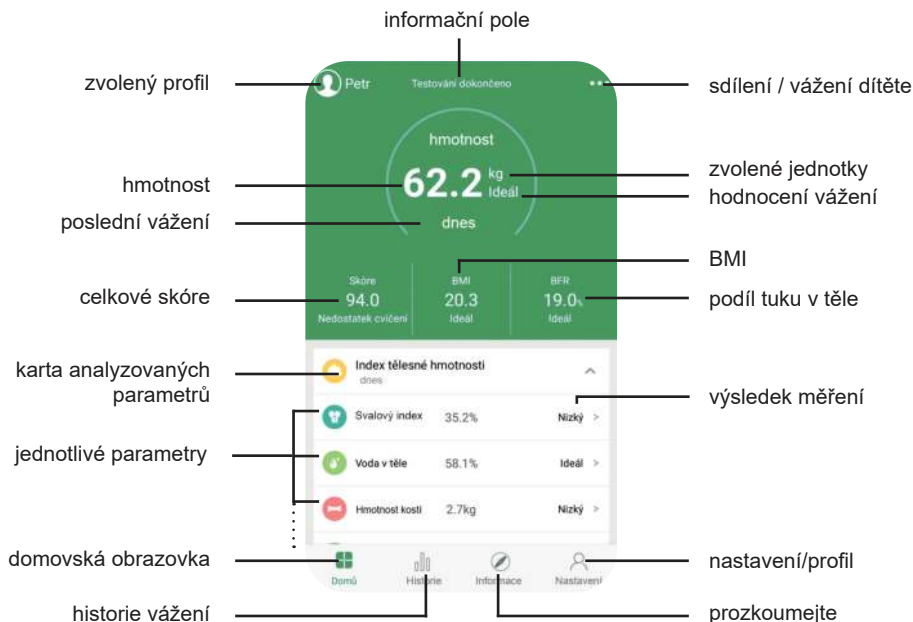 informační pole
zvolený profil
Petr
Testování dokončeno
sdílení / vážení dítěte
hmotnost
hmotnost
62.2
kg
Ideál
zvolené jednotky
hodnocení vážení
poslední vážení
dnes
BMI
celkové skóre
Skóre
94.0
Nedostatek cvičení
BMI
20.3
Ideál
BFR
19.0%
Ideál
podíl tuku v těle
karta analyzovaných
parametrů
Index tělesné hmotnosti
dnes
výsledek měření
Svalový index 35.2% Nizký >
jednotlivé parametry
Voda v těle 58.1% Ideál >
Hmotnost kosti 2.7kg Nizký >
domovská obrazovka
Domů
Historie
Informace
Nastavení
nastavení/profil
historie vážení
prozkoumejte